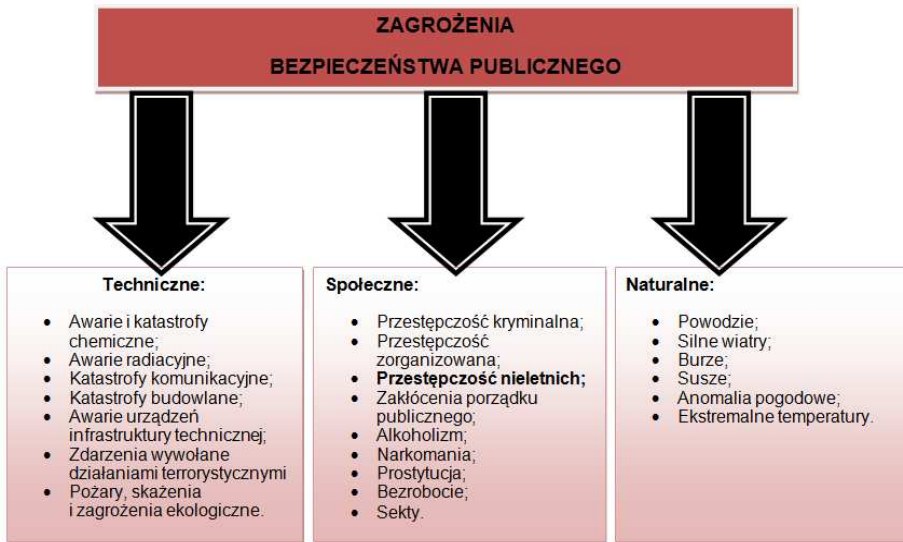 ZAGROŻENIA
BEZPIECZEŃSTWA PUBLICZNEGO
Techniczne:
• Awarie i katastrofy
chemiczne;
• Awarie radiacyjne;
• Katastrofy komunikacyjne;
• Katastrofy budowlane;
• Awarie urządzeń
infrastruktury technicznej;
• Zdarzenia wywołane
działaniami terrorystycznymi
• Pożary, skażenia
i zagrożenia ekologiczne.
Społeczne:
• Przestępczość kryminalna;
• Przestępczość
zorganizowana;
• Przestępczość nieletnich;
• Zakłócenia porządku
publicznego;
• Alkoholizm;
• Narkomania;
• Prostytucja;
• Bezrobocie;
• Sekty.
Naturalne:
• Powodzie;
• Silne wiatry;
• Burze;
• Susze;
• Anomalia pogodowe;
• Ekstremalne temperatury.